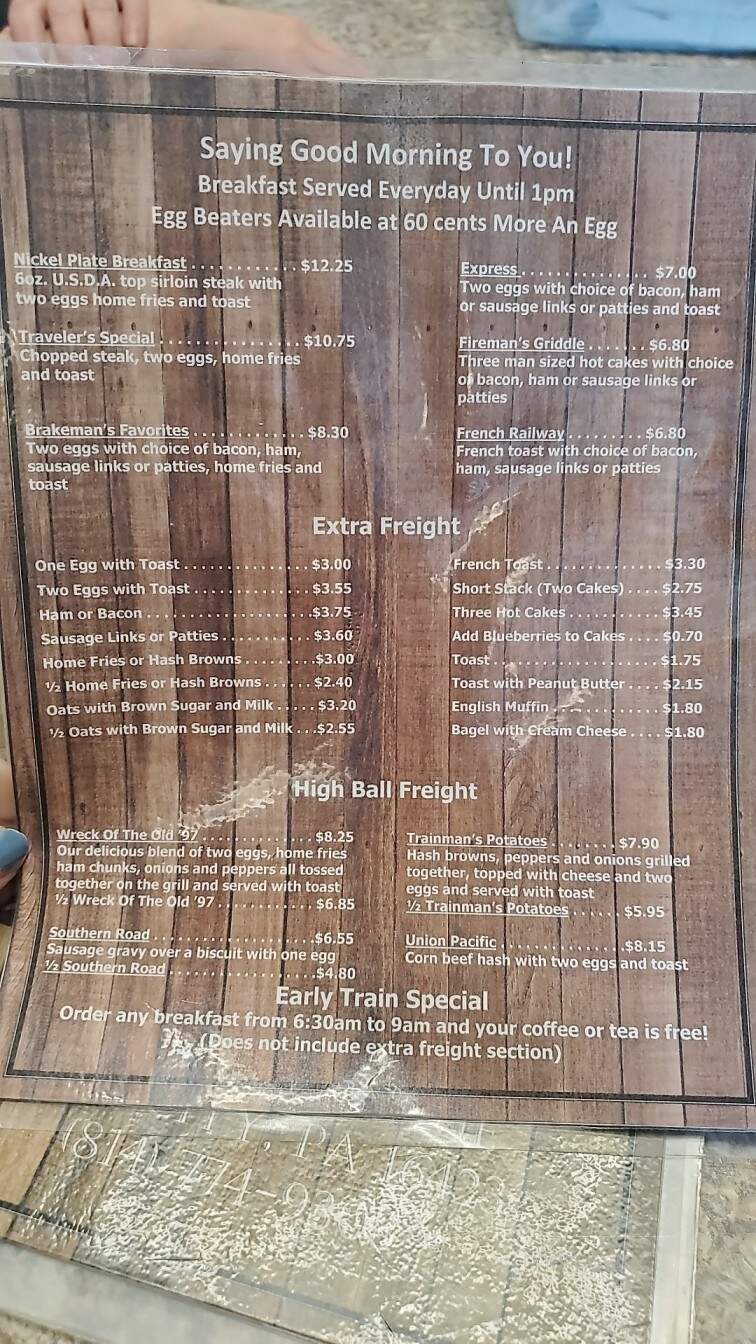 Saying Good Morning To You!
Breakfast Served Everyday Until 1pm
Egg Beaters Available at 60 cents More An Egg
Nickel Plate Breakfast . . . . . . . . . . . . $12.25
6oz. U.S.D.A. top sirloin steak with
two eggs home fries and toast
Traveler's Special . . . . . . . . . . . . . . . . $10.75
Chopped steak, two eggs, home fries
and toast
Brakeman's Favorites . . . . . . . . . . . . . $8.30
Two eggs with choice of bacon, ham,
sausage links or patties, home fries and
toast
Express . . . . . . . . . . . . . . . $7.00
Two eggs with choice of bacon, ham
or sausage links or patties and toast
Fireman's Griddle . . . . . . . $6.80
Three man sized hot cakes with choice
of bacon, ham or sausage links or
patties
French Railway . . . . . . . . . $6.80
French toast with choice of bacon,
ham, sausage links or patties
Extra Freight
One Egg with Toast . . . . . . . . . . . . . . . $3.00
Two Eggs with Toast . . . . . . . . . . . . . . $3.55
Ham or Bacon . . . . . . . . . . . . . . . . . . . . $3.75
Sausage Links or Patties . . . . . . . . . . . $3.60
Home Fries or Hash Browns . . . . . . . . . $3.00
½ Home Fries or Hash Browns . . . . . . $2.40
Oats with Brown Sugar and Milk . . . . . $3.20
½ Oats with Brown Sugar and Milk . . . $2.55
French Toast . . . . . . . . . . . . . . . $3.30
Short Stack (Two Cakes) . . . . $2.75
Three Hot Cakes . . . . . . . . . . . . $3.45
Add Blueberries to Cakes . . . . $0.70
Toast . . . . . . . . . . . . . . . . . . . . . $1.75
Toast with Peanut Butter . . . . $2.15
English Muffin . . . . . . . . . . . . . . $1.80
Bagel with Cream Cheese . . . . $1.80
High Ball Freight
Wreck Of The Old '97 . . . . . . . . . . . . . . $8.25
Our delicious blend of two eggs, home fries
ham chunks, onions and peppers all tossed
together on the grill and served with toast
½ Wreck Of The Old '97 . . . . . . . . . . . . $6.85
Southern Road . . . . . . . . . . . . . . . . . . . . . $6.55
Sausage gravy over a biscuit with one egg
½ Southern Road . . . . . . . . . . . . . . . . . . $4.80
Trainman's Potatoes . . . . . . . . $7.90
Hash browns, peppers and onions grilled
together, topped with cheese and two
eggs and served with toast
½ Trainman's Potatoes . . . . . . $5.95
Union Pacific . . . . . . . . . . . . . . . . $8.15
Corn beef hash with two eggs and toast
Early Train Special
Order any breakfast from 6:30am to 9am and your coffee or tea is free!
(Does not include extra freight section)
PA
(814)-774-